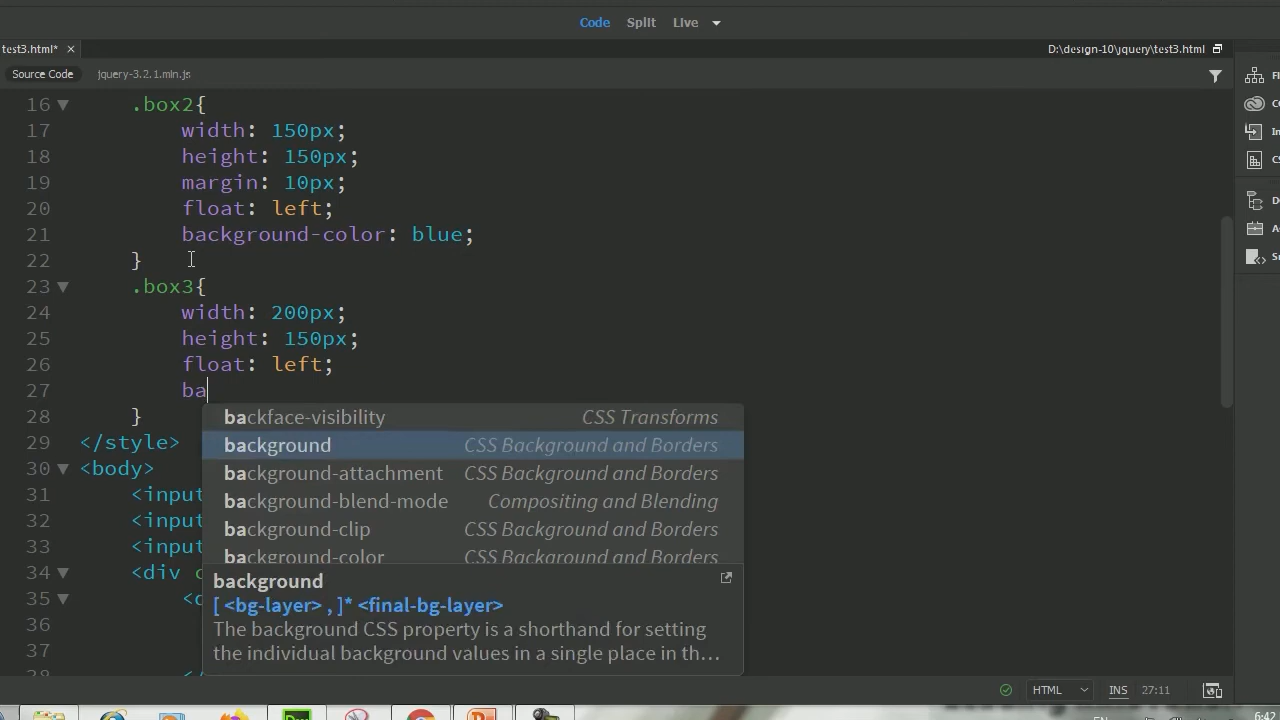 Code Split Live
test3.html* × D:\design-10\jquery\test3.html
Source Code jquery-3.2.1.min.js
16 .box2{
17 width: 150px;
18 height: 150px;
19 margin: 10px;
20 float: left;
21 background-color: blue;
22 }
23 .box3{
24 width: 200px;
25 height: 150px;
26 float: left;
27 ba
28 }
29 </style>
30 <body>
31 <input
32 <input
33 <input
34 <div c
35 <d
36
37
38 </
backface-visibility CSS Transforms
background CSS Background and Borders
background-attachment CSS Background and Borders
background-blend-mode Compositing and Blending
background-clip CSS Background and Borders
background-color CSS Background and Borders
background
[ <bg-layer> , ]* <final-bg-layer>
The background CSS property is a shorthand for setting
the individual background values in a single place in th…
HTML INS 27:11
EN 6:42